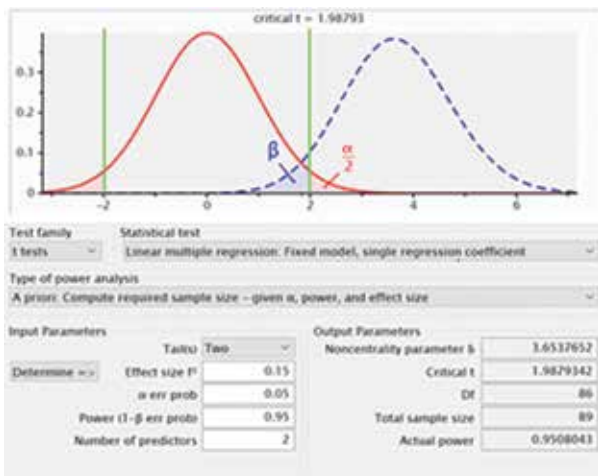 critical t = 1.98793
0.3
0.2
0.1
0
-2 0 2 4 6
β
α
2
Test family Statistical test
t tests Linear multiple regression: Fixed model, single regression coefficient
Type of power analysis
A priori: Compute required sample size – given α, power, and effect size
Input Parameters Output Parameters
Tail(s) Two Noncentrality parameter δ 3.6537652
Determine => Effect size f² 0.15 Critical t 1.9879342
α err prob 0.05 Df 86
Power (1-β err prob) 0.95 Total sample size 89
Number of predictors 2 Actual power 0.9508043